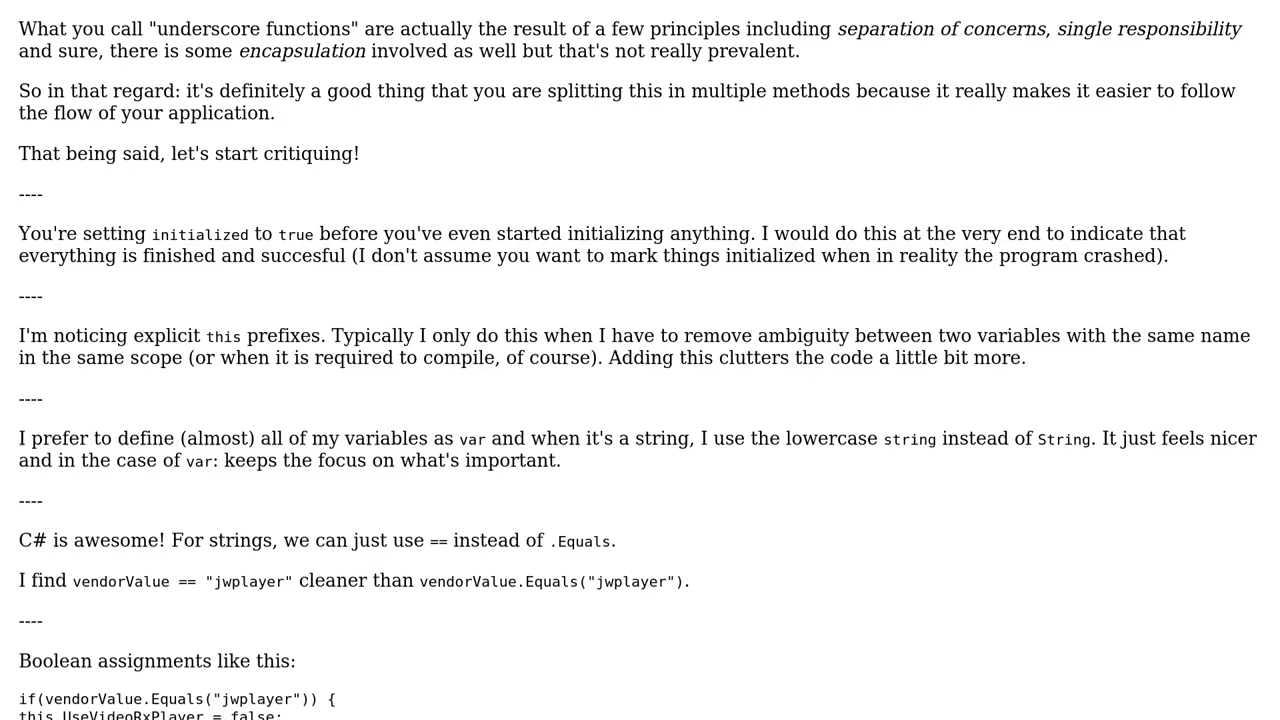 What you call "underscore functions" are actually the result of a few principles including separation of concerns, single responsibility
and sure, there is some encapsulation involved as well but that's not really prevalent.
So in that regard: it's definitely a good thing that you are splitting this in multiple methods because it really makes it easier to follow
the flow of your application.
That being said, let's start critiquing!
----
You're setting initialized to true before you've even started initializing anything. I would do this at the very end to indicate that
everything is finished and succesful (I don't assume you want to mark things initialized when in reality the program crashed).
----
I'm noticing explicit this prefixes. Typically I only do this when I have to remove ambiguity between two variables with the same name
in the same scope (or when it is required to compile, of course). Adding this clutters the code a little bit more.
----
I prefer to define (almost) all of my variables as var and when it's a string, I use the lowercase string instead of String. It just feels nicer
and in the case of var: keeps the focus on what's important.
----
C# is awesome! For strings, we can just use == instead of .Equals.
I find vendorValue == "jwplayer" cleaner than vendorValue.Equals("jwplayer").
----
Boolean assignments like this:
if(vendorValue.Equals("jwplayer")) {
this.UseVideoRxPlayer = false;